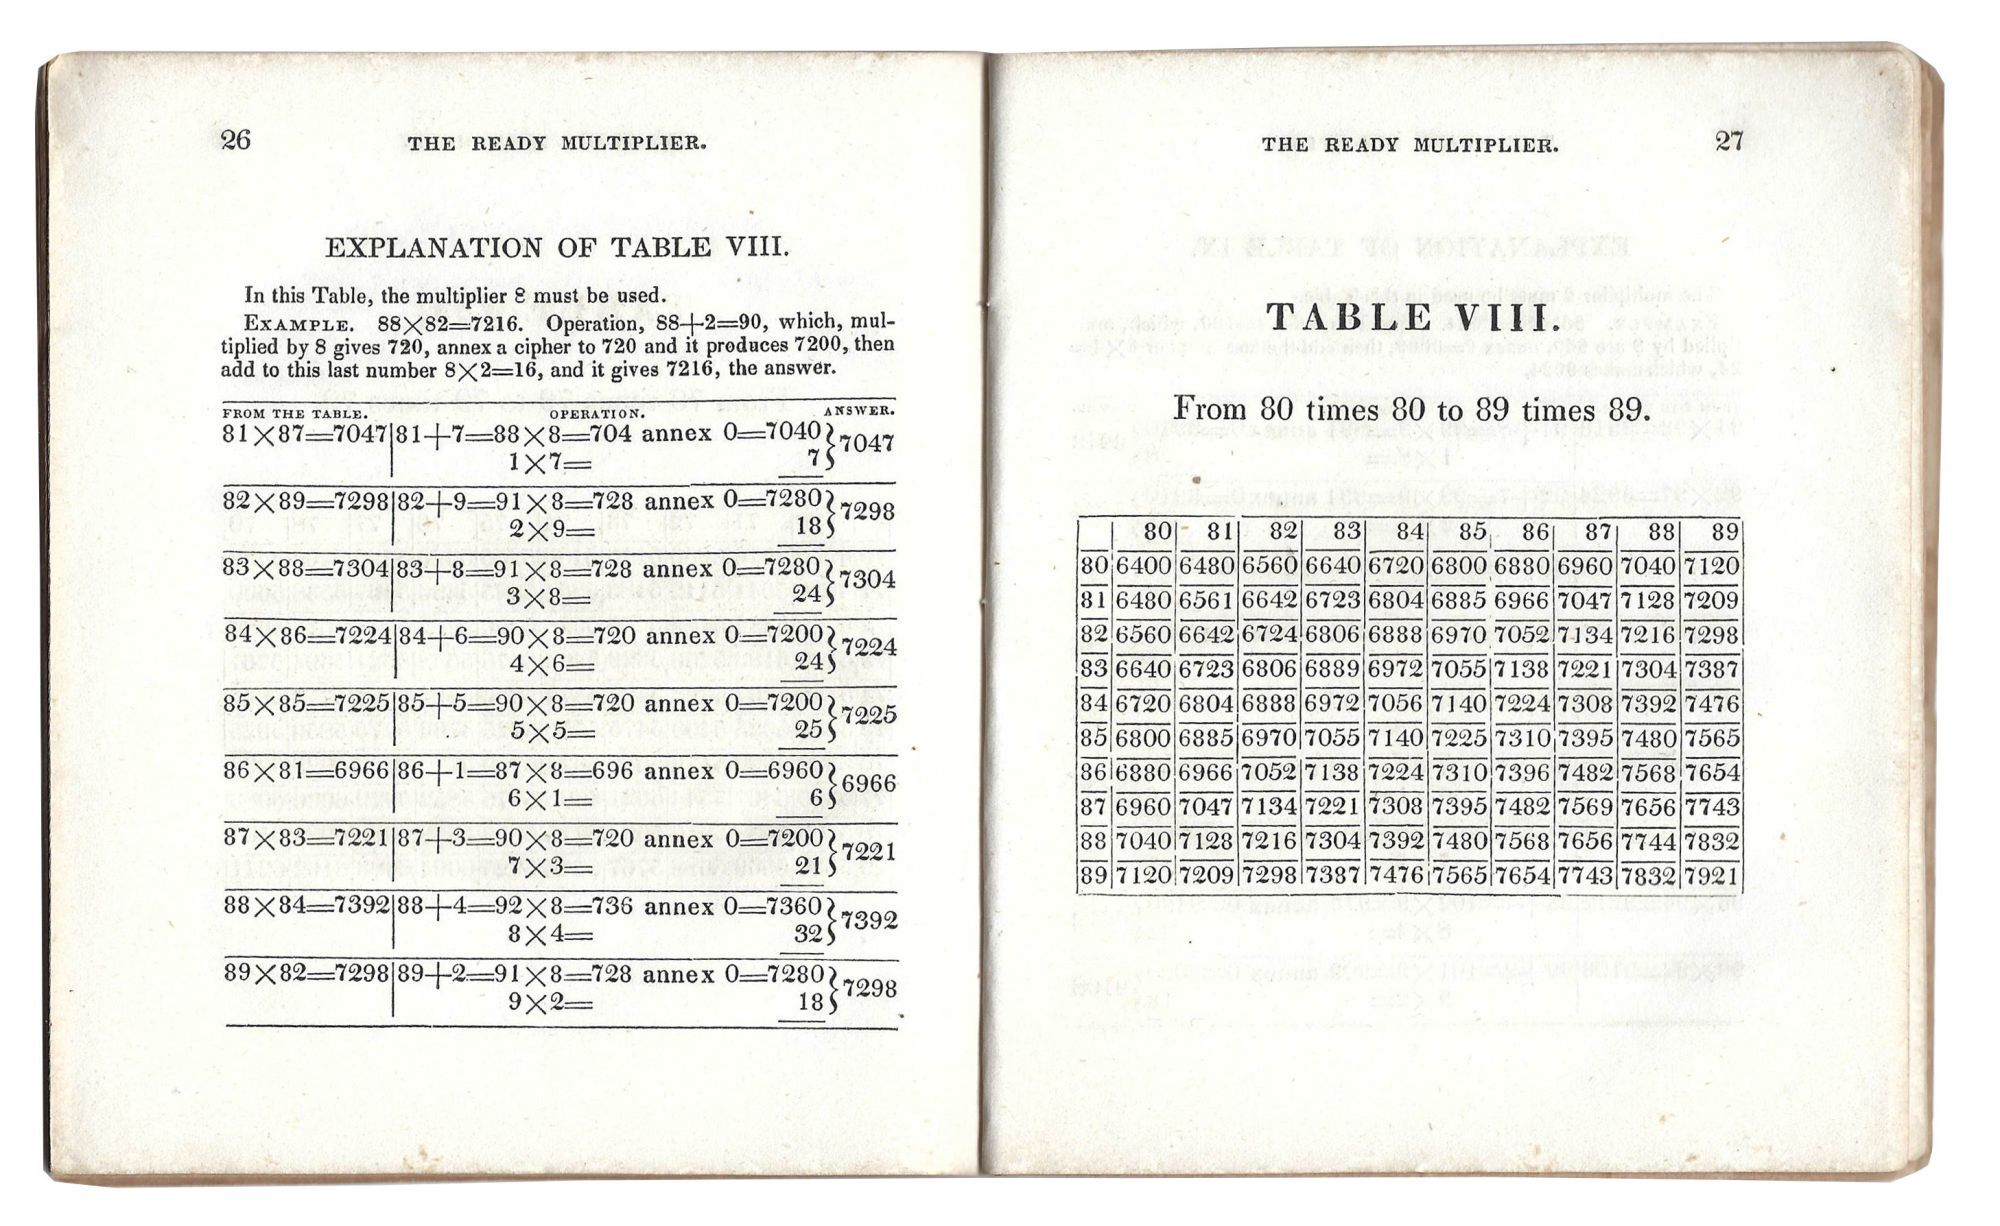 26 THE READY MULTIPLIER.
EXPLANATION OF TABLE VIII.
In this Table, the multiplier 8 must be used.
EXAMPLE. 88×82=7216. Operation, 88+2=90, which, mul-
tiplied by 8 gives 720, annex a cipher to 720 and it produces 7200, then
add to this last number 8×2=16, and it gives 7216, the answer.
FROM THE TABLE. OPERATION. ANSWER.
81×87=7047 81+7=88×8=704 annex 0=7040 } 7047
1×7= 7
82×89=7298 82+9=91×8=728 annex 0=7280 } 7298
2×9= 18
83×88=7304 83+8=91×8=728 annex 0=7280 } 7304
3×8= 24
84×86=7224 84+6=90×8=720 annex 0=7200 } 7224
4×6= 24
85×85=7225 85+5=90×8=720 annex 0=7200 } 7225
5×5= 25
86×81=6966 86+1=87×8=696 annex 0=6960 } 6966
6×1= 6
87×83=7221 87+3=90×8=720 annex 0=7200 } 7221
7×3= 21
88×84=7392 88+4=92×8=736 annex 0=7360 } 7392
8×4= 32
89×82=7298 89+2=91×8=728 annex 0=7280 } 7298
9×2= 18
THE READY MULTIPLIER. 27
TABLE VIII.
From 80 times 80 to 89 times 89.
80 81 82 83 84 85 86 87 88 89
80 6400 6480 6560 6640 6720 6800 6880 6960 7040 7120
81 6480 6561 6642 6723 6804 6885 6966 7047 7128 7209
82 6560 6642 6724 6806 6888 6970 7052 7134 7216 7298
83 6640 6723 6806 6889 6972 7055 7138 7221 7304 7387
84 6720 6804 6888 6972 7056 7140 7224 7308 7392 7476
85 6800 6885 6970 7055 7140 7225 7310 7395 7480 7565
86 6880 6966 7052 7138 7224 7310 7396 7482 7568 7654
87 6960 7047 7134 7221 7308 7395 7482 7569 7656 7743
88 7040 7128 7216 7304 7392 7480 7568 7656 7744 7832
89 7120 7209 7298 7387 7476 7565 7654 7743 7832 7921